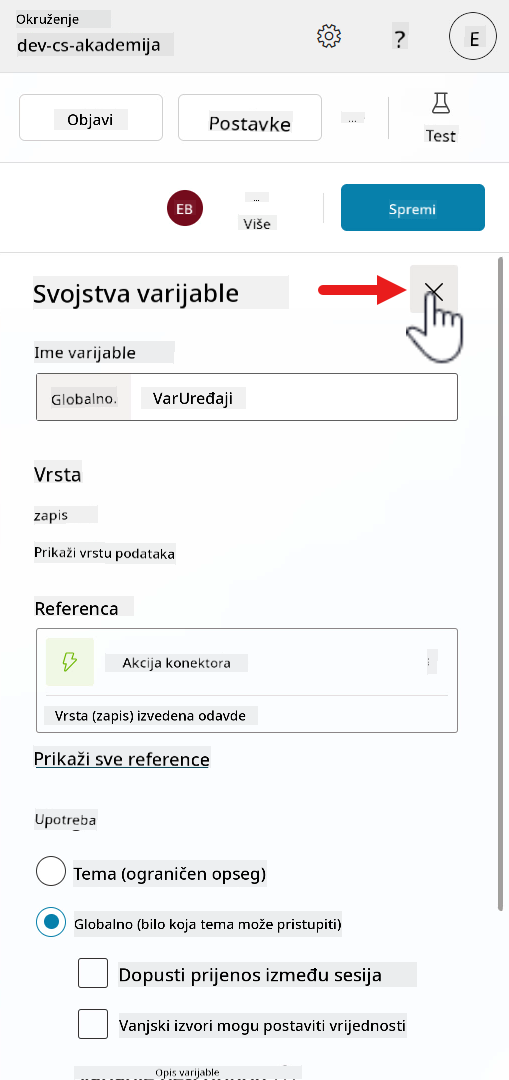 Okruženje
dev-cs-akademija
?
E
Objavi
Postavke
...
Test
EB
...
Više
Spremi
Svojstva varijable
Ime varijable
Globalno.
VarUređaji
Vrsta
zapis
Prikaži vrstu podataka
Referenca
Akcija konektora
Vrsta (zapis) izvedena odavde
Prikaži sve reference
Upotreba
Tema (ograničen opseg)
Globalno (bilo koja tema može pristupiti)
Dopusti prijenos između sesija
Vanjski izvori mogu postaviti vrijednosti
Opis varijable